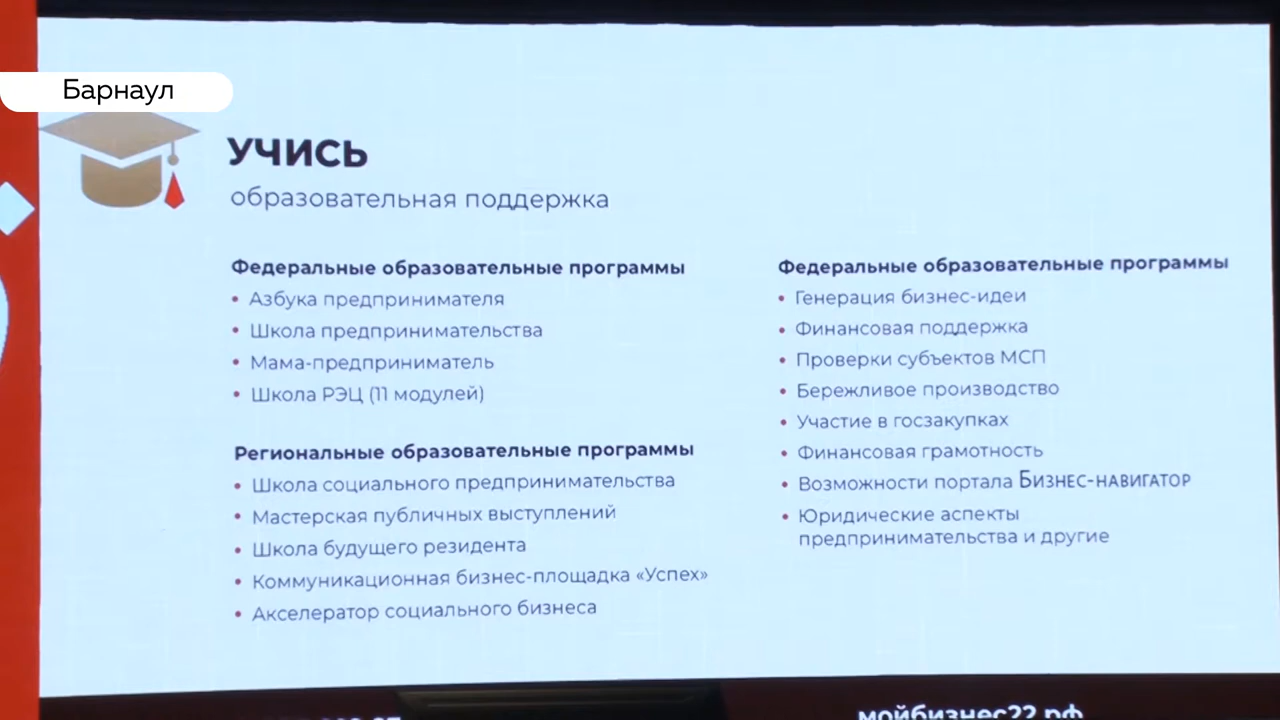 Барнаул
УЧИСЬ
образовательная поддержка
Федеральные образовательные программы
• Азбука предпринимателя
• Школа предпринимательства
• Мама-предприниматель
• Школа РЭЦ (11 модулей)
Региональные образовательные программы
• Школа социального предпринимательства
• Мастерская публичных выступлений
• Школа будущего резидента
• Коммуникационная бизнес-площадка «Успех»
• Акселератор социального бизнеса
Федеральные образовательные программы
• Генерация бизнес-идеи
• Финансовая поддержка
• Проверки субъектов МСП
• Бережливое производство
• Участие в госзакупках
• Финансовая грамотность
• Возможности портала БИЗНЕС-НАВИГАТОР
• Юридические аспекты
предпринимательства и другие
мойбизнес22.рф